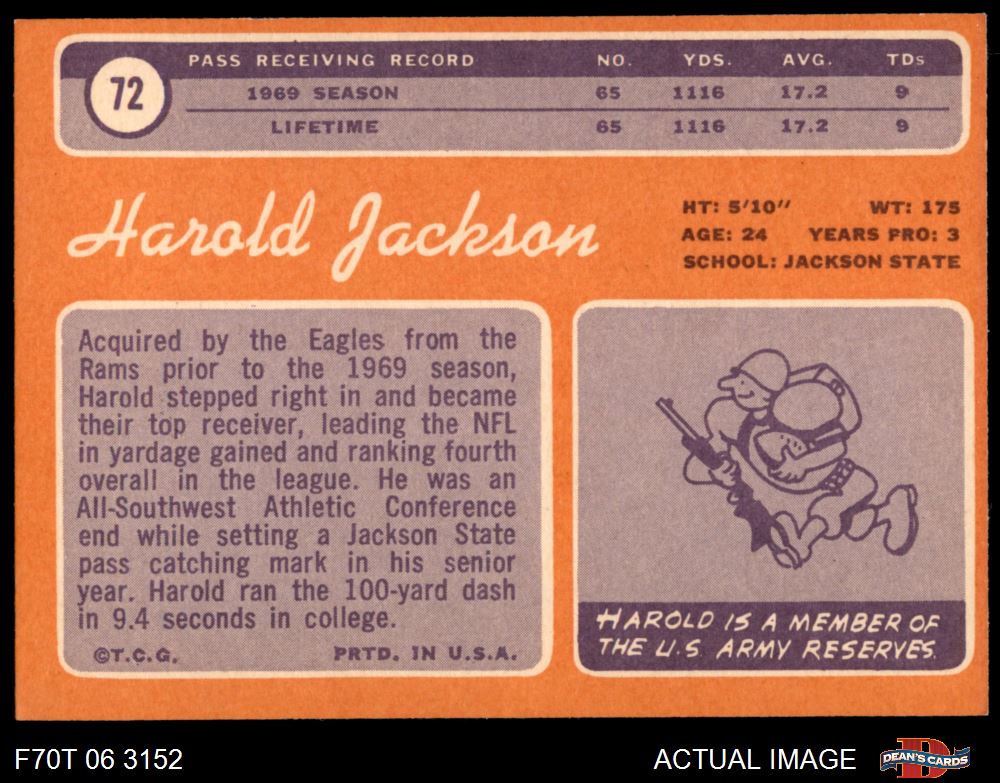 72
PASS RECEIVING RECORD NO. YDS. AVG. TDs
1969 SEASON 65 1116 17.2 9
LIFETIME 65 1116 17.2 9
Harold Jackson
HT: 5'10" WT: 175
AGE: 24 YEARS PRO: 3
SCHOOL: JACKSON STATE
Acquired by the Eagles from the
Rams prior to the 1969 season,
Harold stepped right in and became
their top receiver, leading the NFL
in yardage gained and ranking fourth
overall in the league. He was an
All-Southwest Athletic Conference
end while setting a Jackson State
pass catching mark in his senior
year. Harold ran the 100-yard dash
in 9.4 seconds in college.
©T.C.G. PRTD. IN U.S.A.
HAROLD IS A MEMBER OF
THE U.S. ARMY RESERVES.
F70T 06 3152 ACTUAL IMAGE
D
DEAN'S CARDS